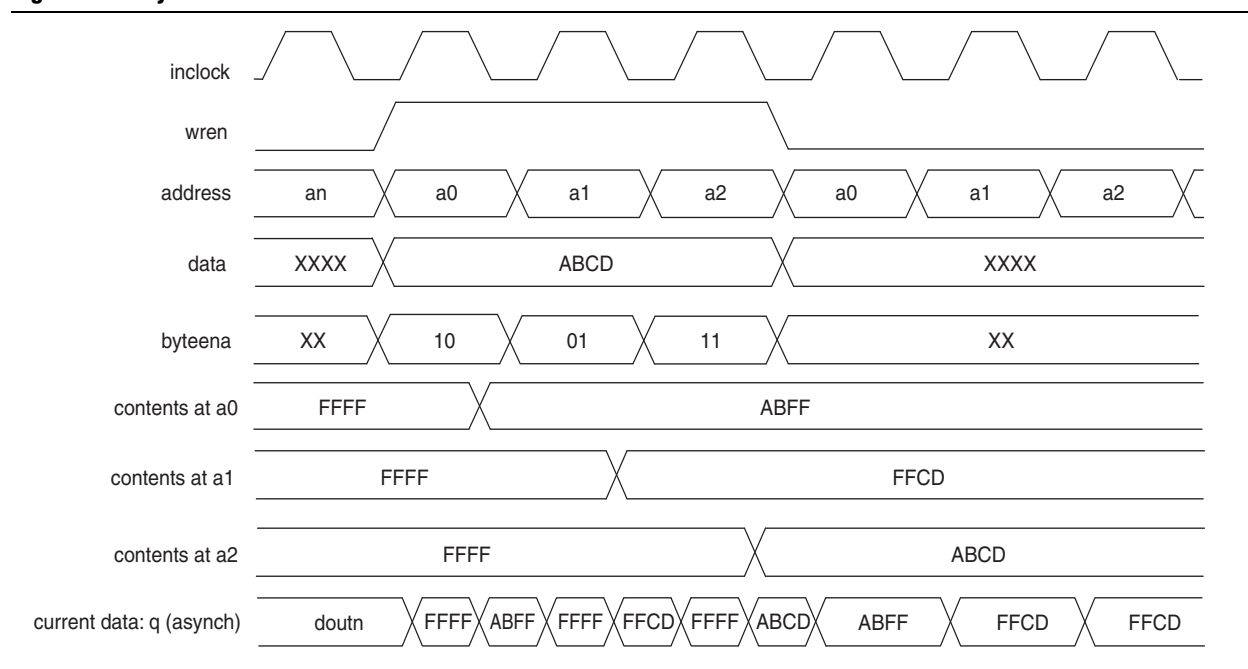 inclock
wren
address an a0 a1 a2 a0 a1 a2
data XXXX ABCD XXXX
byteena XX 10 01 11 XX
contents at a0 FFFF ABFF
contents at a1 FFFF FFCD
contents at a2 FFFF ABCD
current data: q (asynch) doutn FFFF ABFF FFFF FFCD FFFF ABCD ABFF FFCD FFCD